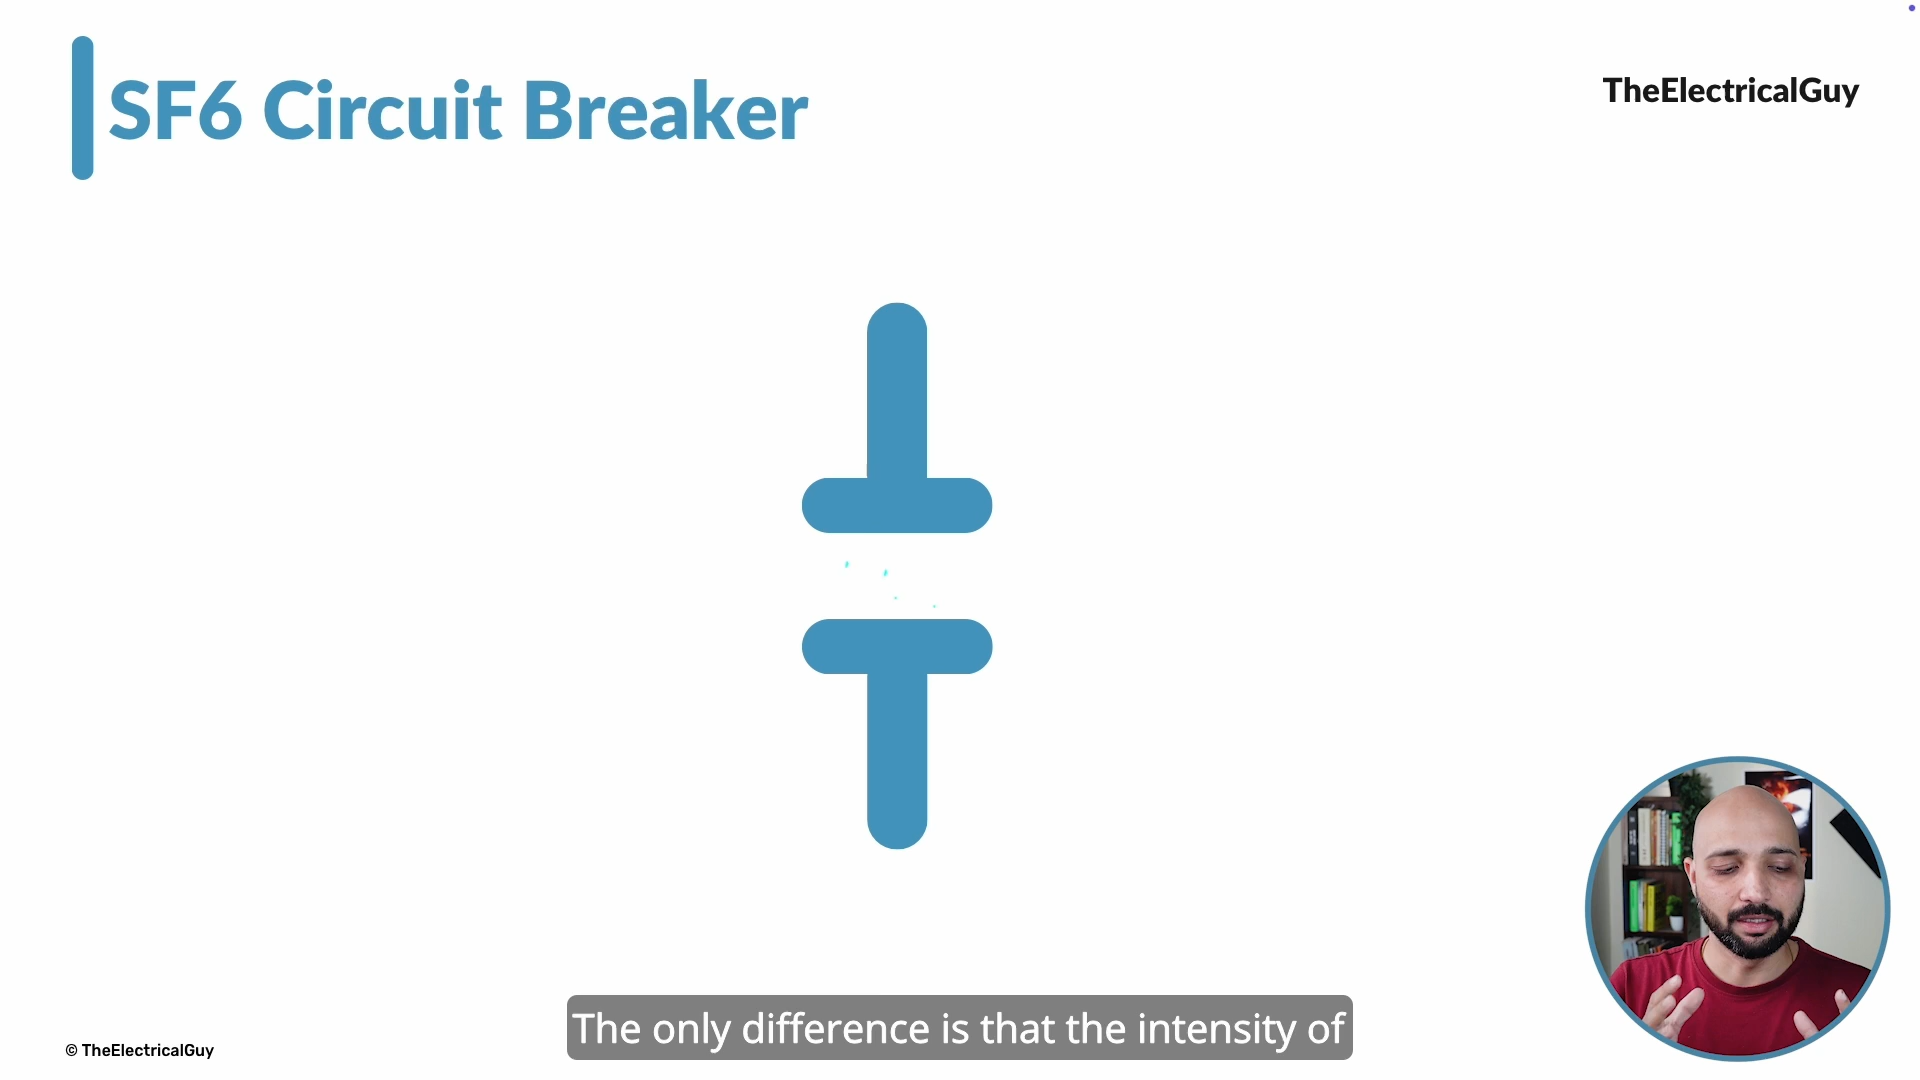 SF6 Circuit Breaker
TheElectricalGuy
The only difference is that the intensity of
© TheElectricalGuy